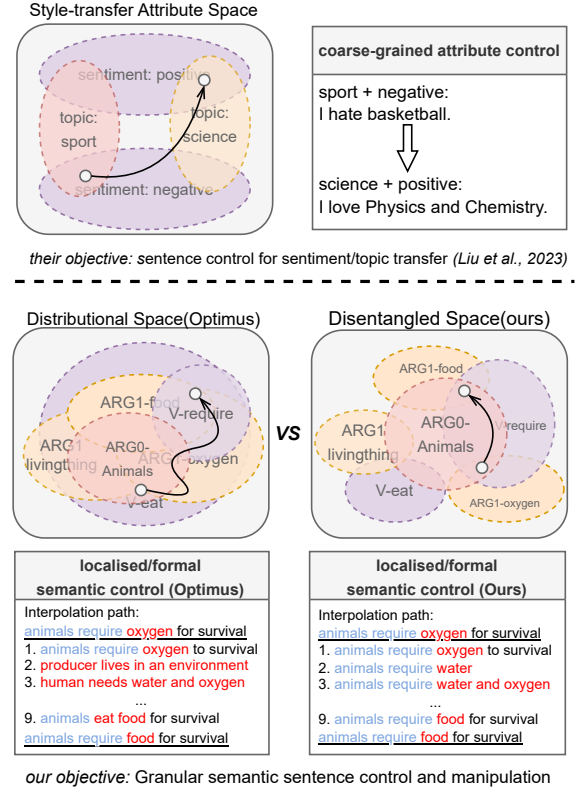 Style-transfer Attribute Space
sentiment: positive
topic:
sport
topic:
science
sentiment: negative
coarse-grained attribute control
sport + negative:
I hate basketball.
science + positive:
I love Physics and Chemistry.
their objective: sentence control for sentiment/topic transfer (Liu et al., 2023)
Distributional Space(Optimus)
ARG1-food
V-require
ARG1
livingthing
ARG0-
Animals
ARG1-oxygen
V-eat
VS
Disentangled Space(ours)
ARG1-food
ARG0-
Animals
V-require
ARG1
livingthing
V-eat
ARG1-oxygen
localised/formal
semantic control (Optimus)
Interpolation path:
animals require oxygen for survival
1. animals require oxygen to survival
2. producer lives in an environment
3. human needs water and oxygen
...
9. animals eat food for survival
animals require food for survival
localised/formal
semantic control (Ours)
Interpolation path:
animals require oxygen for survival
1. animals require oxygen to survival
2. animals require water
3. animals require water and oxygen
...
9. animals require food for survival
animals require food for survival
our objective: Granular semantic sentence control and manipulation